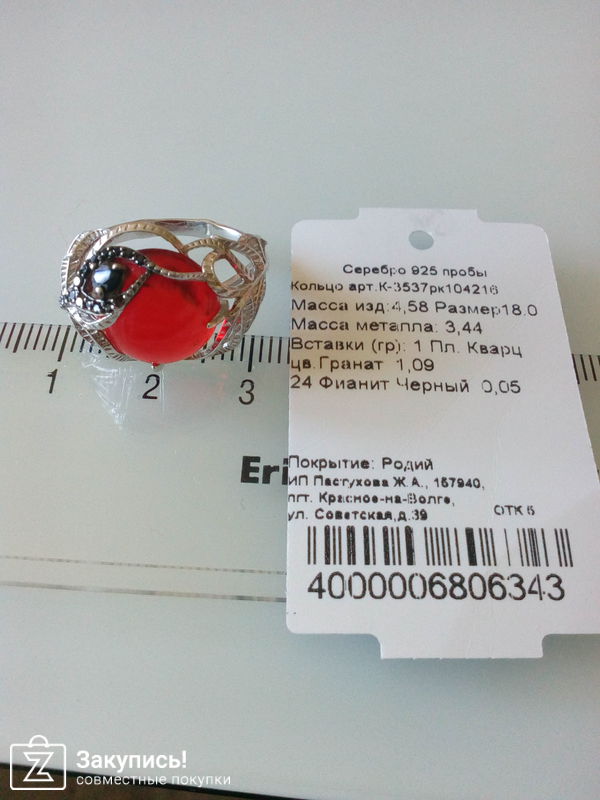 Серебро 925 пробы
Кольцо арт.К-3537рк104216
Масса изд:4,58 Размер18.0
Масса металла: 3,44
Вставки (гр): 1 Пл. Кварц
цв.Гранат 1,09
24 Фианит Черный 0,05
Покрытие: Родий
ИП Пастухова Ж.А., 157940,
пгт. Красное-на-Волге,
ул. Советская,д.39 ОТК 6
4000006806343
1 2 3
Eri
Закупись!
совместные покупки